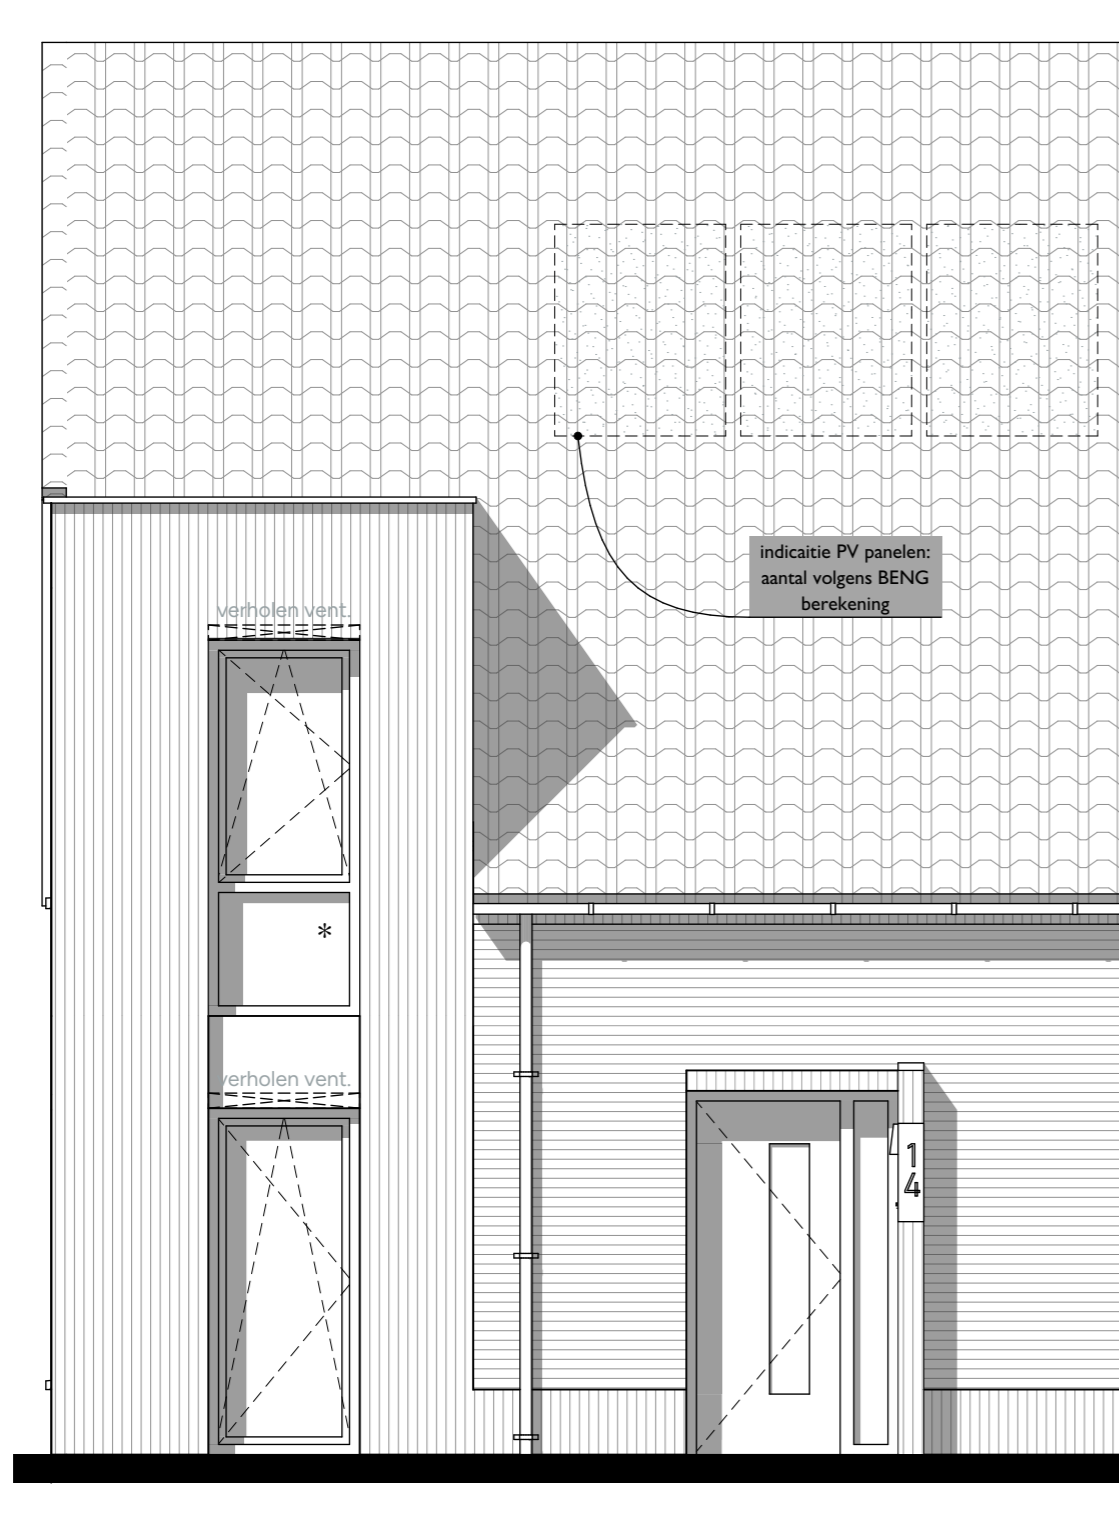 indicaitie PV panelen:
aantal volgens BENG
berekening
verholen vent.
*
verholen vent.
1
4